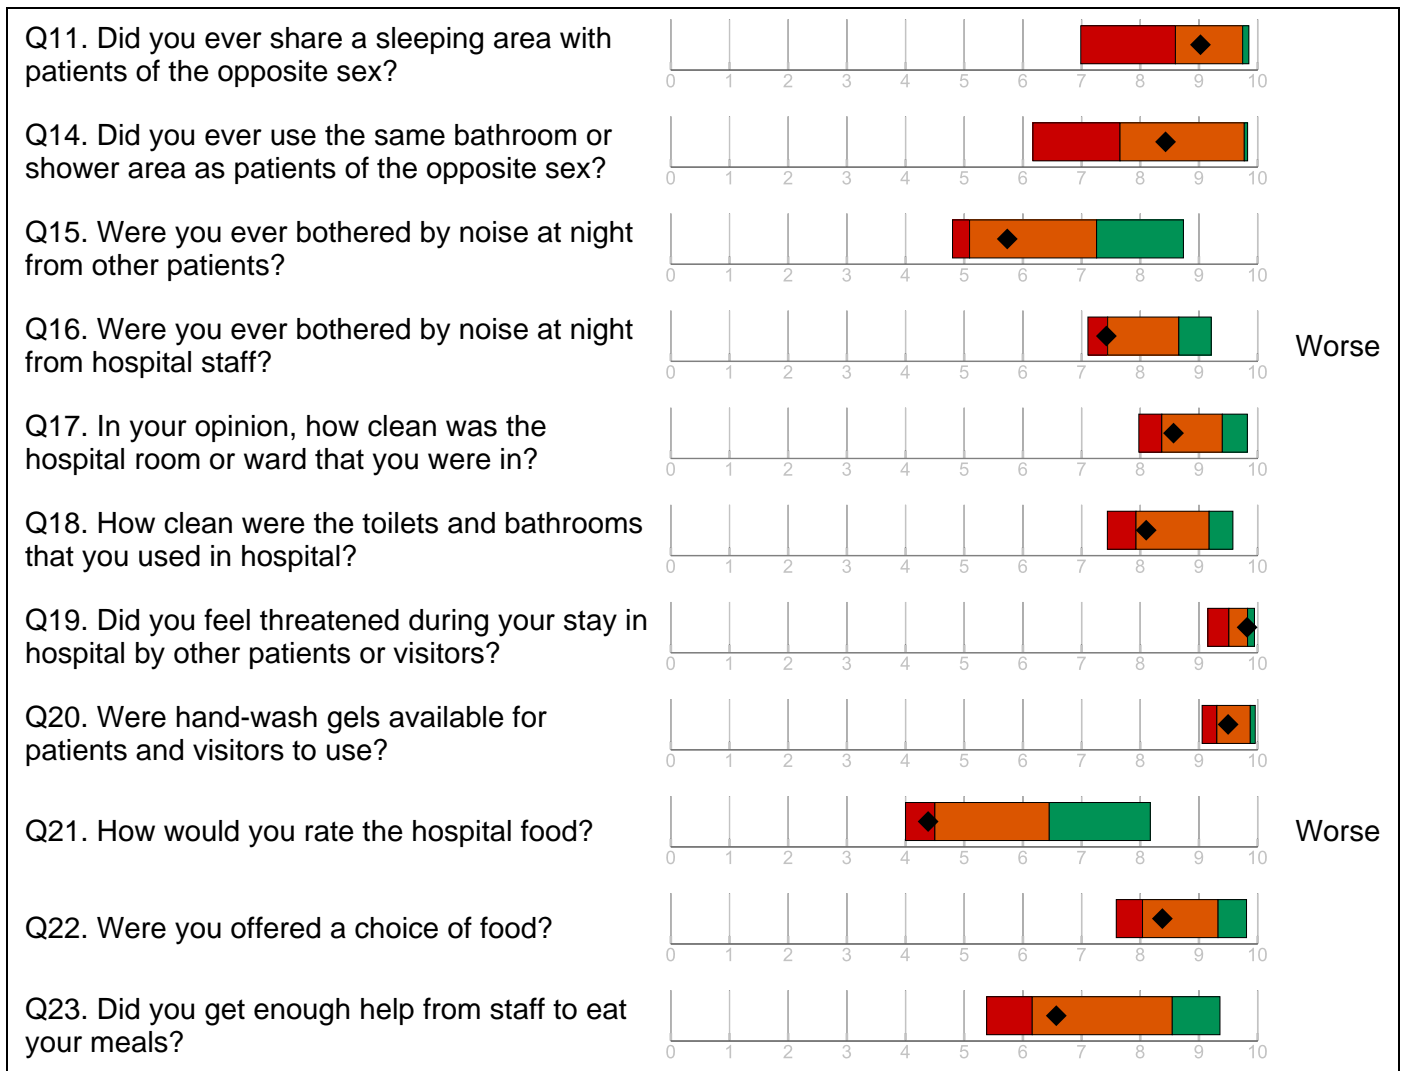 Q11. Did you ever share a sleeping area with
patients of the opposite sex?
0 1 2 3 4 5 6 7 8 9 10
Q14. Did you ever use the same bathroom or
shower area as patients of the opposite sex?
0 1 2 3 4 5 6 7 8 9 10
Q15. Were you ever bothered by noise at night
from other patients?
0 1 2 3 4 5 6 7 8 9 10
Q16. Were you ever bothered by noise at night
from hospital staff?
Worse
0 1 2 3 4 5 6 7 8 9 10
Q17. In your opinion, how clean was the
hospital room or ward that you were in?
0 1 2 3 4 5 6 7 8 9 10
Q18. How clean were the toilets and bathrooms
that you used in hospital?
0 1 2 3 4 5 6 7 8 9 10
Q19. Did you feel threatened during your stay in
hospital by other patients or visitors?
0 1 2 3 4 5 6 7 8 9 10
Q20. Were hand-wash gels available for
patients and visitors to use?
0 1 2 3 4 5 6 7 8 9 10
Q21. How would you rate the hospital food?
Worse
0 1 2 3 4 5 6 7 8 9 10
Q22. Were you offered a choice of food?
0 1 2 3 4 5 6 7 8 9 10
Q23. Did you get enough help from staff to eat
your meals?
0 1 2 3 4 5 6 7 8 9 10